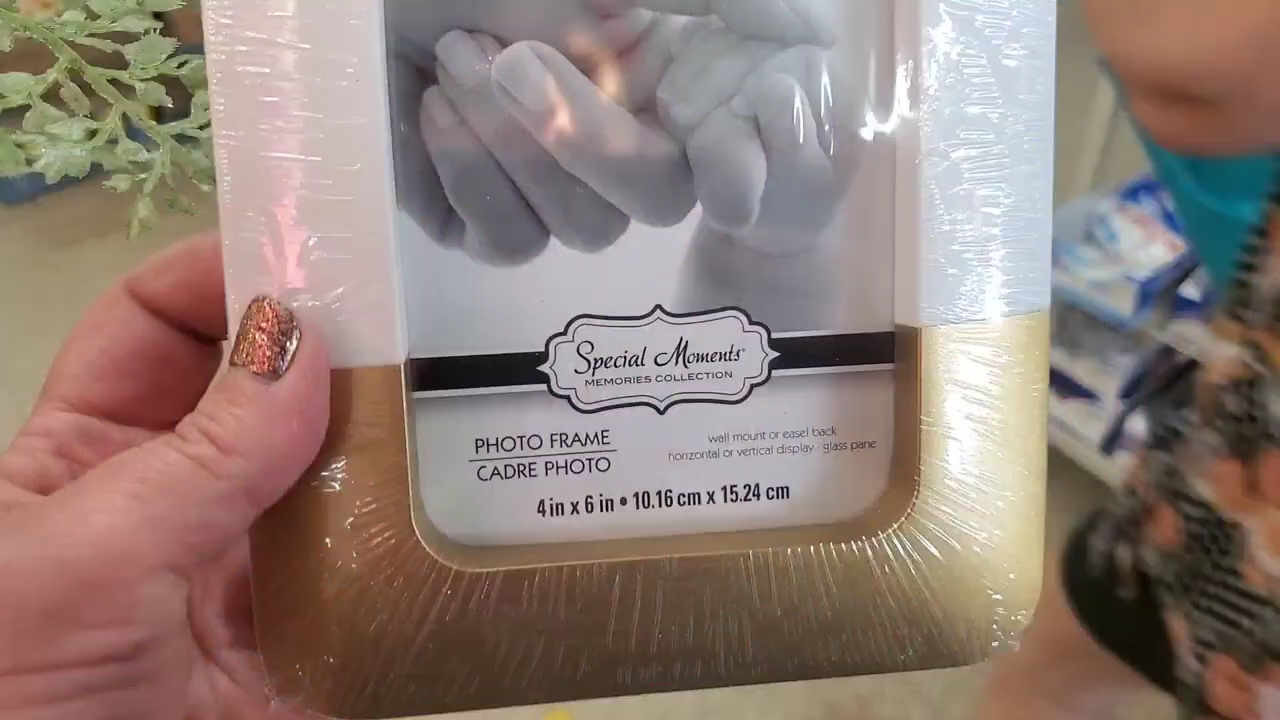 Special Moments®
MEMORIES COLLECTION
PHOTO FRAME
CADRE PHOTO
wall mount or easel back
horizontal or vertical display · glass pane
4 in x 6 in • 10.16 cm x 15.24 cm